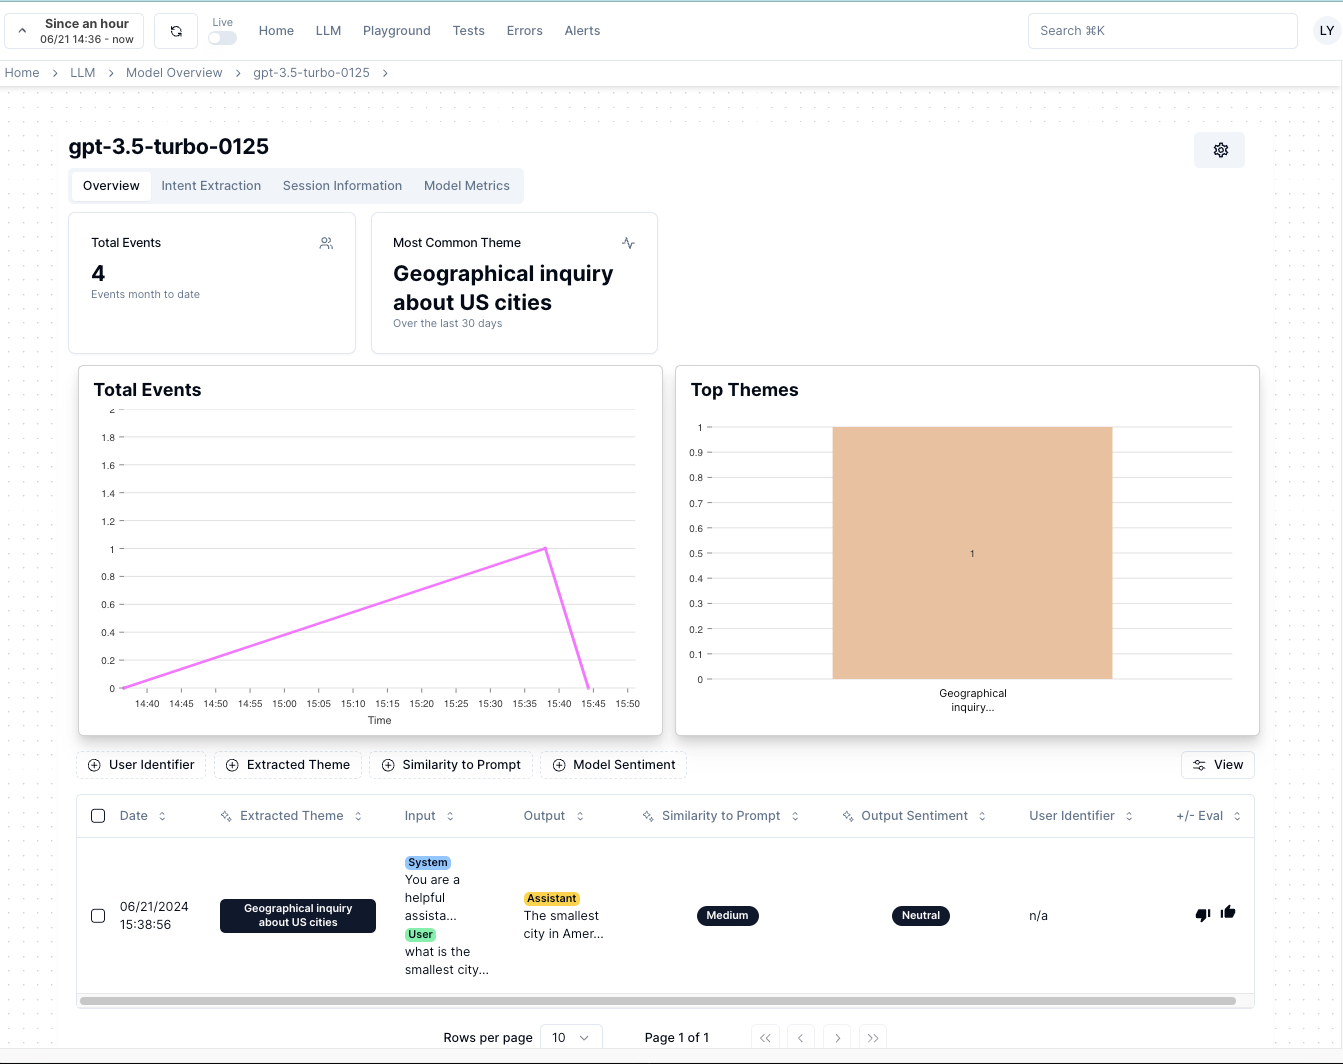 Since an hour
06/21 14:36 - now
Live
Home
LLM
Playground
Tests
Errors
Alerts
Search ⌘K
LY
Home > LLM > Model Overview > gpt-3.5-turbo-0125 >
gpt-3.5-turbo-0125
Overview
Intent Extraction
Session Information
Model Metrics
Total Events
4
Events month to date
Most Common Theme
Geographical inquiry
about US cities
Over the last 30 days
Total Events
2
1.8
1.6
1.4
1.2
1
0.8
0.6
0.4
0.2
0
14:40 14:45 14:50 14:55 15:00 15:05 15:10 15:15 15:20 15:25 15:30 15:35 15:40 15:45 15:50
Time
Top Themes
1
0.9
0.8
0.7
0.6
0.5
0.4
0.3
0.2
0.1
0
1
Geographical
inquiry...
User Identifier
Extracted Theme
Similarity to Prompt
Model Sentiment
View
Date
Extracted Theme
Input
Output
Similarity to Prompt
Output Sentiment
User Identifier
+/- Eval
06/21/2024
15:38:56
Geographical inquiry
about US cities
System
You are a
helpful
assista...
User
what is the
smallest city...
Assistant
The smallest
city in Amer...
Medium
Neutral
n/a
Rows per page
10
Page 1 of 1